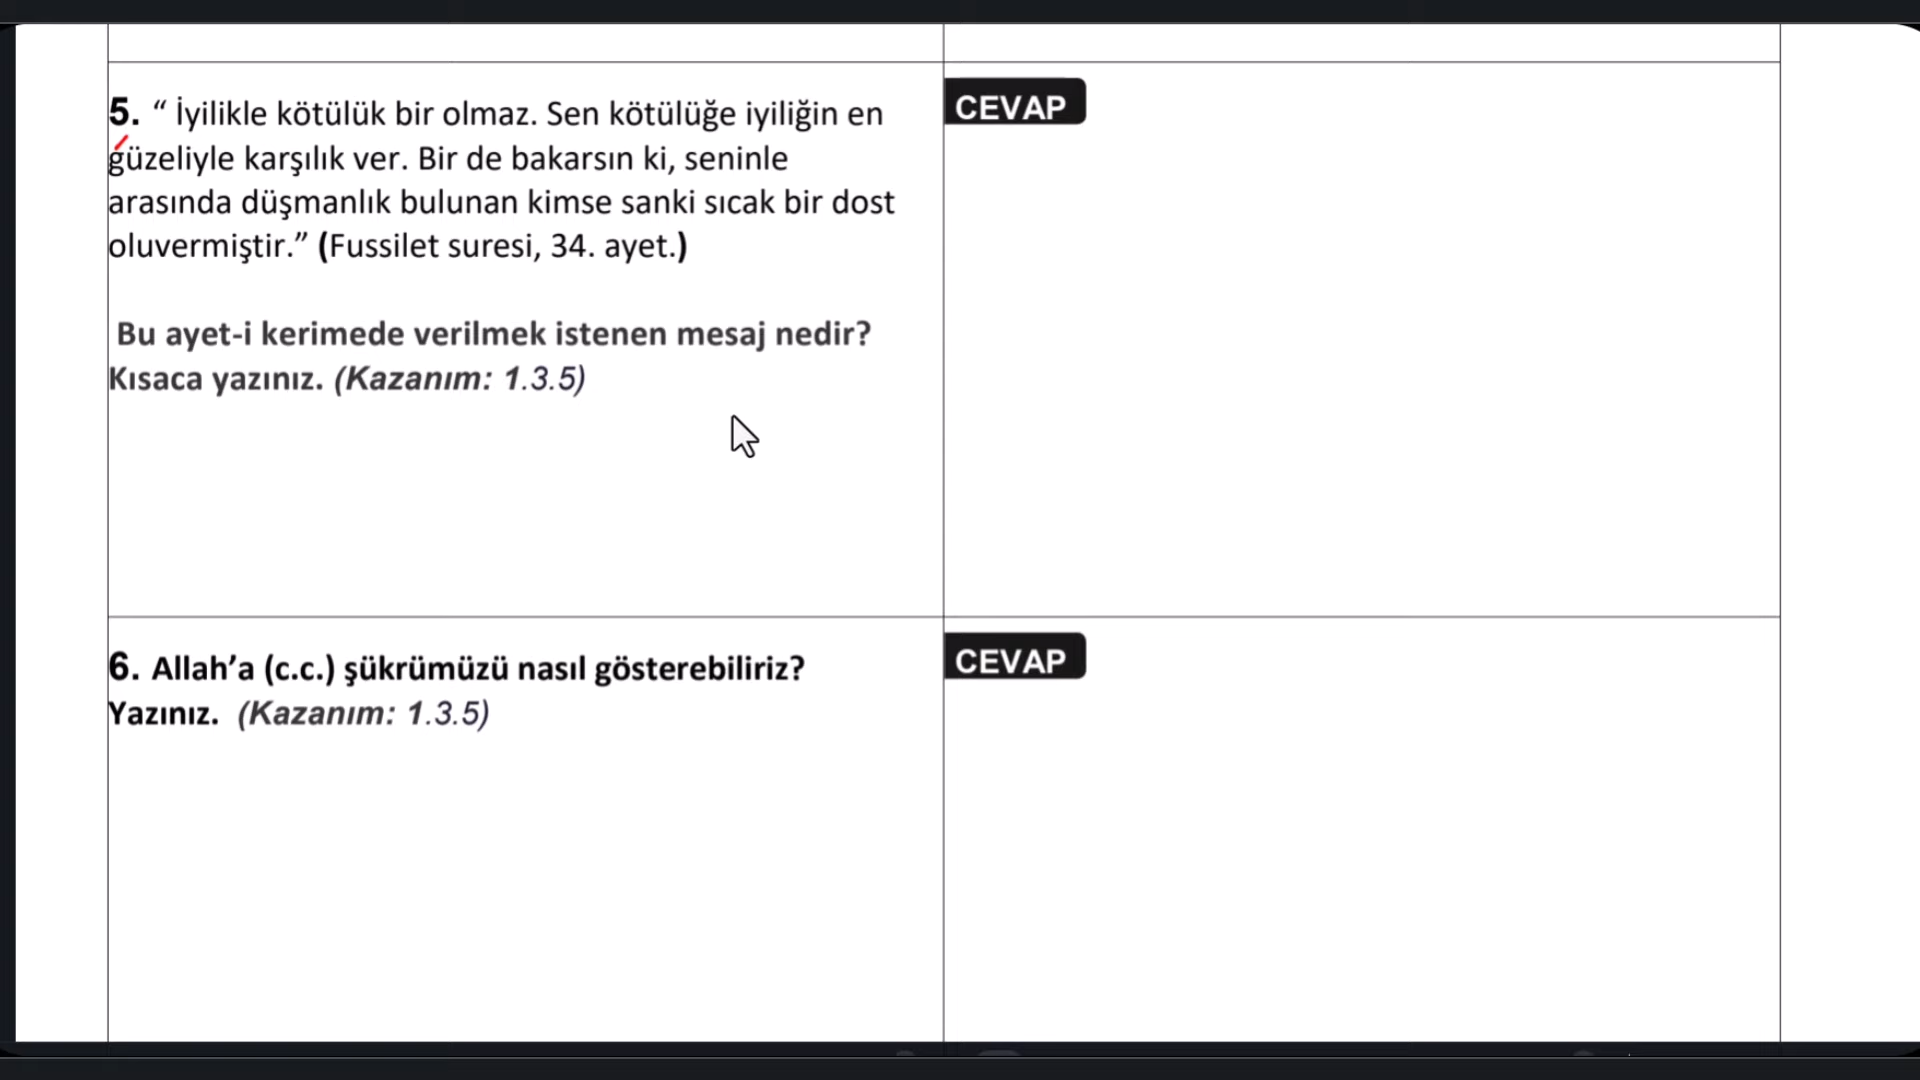 5. “ İyilikle kötülük bir olmaz. Sen kötülüğe iyiliğin en
güzeliyle karşılık ver. Bir de bakarsın ki, seninle
arasında düşmanlık bulunan kimse sanki sıcak bir dost
oluvermiştir.” (Fussilet suresi, 34. ayet.)
Bu ayet-i kerimede verilmek istenen mesaj nedir?
Kısaca yazınız. (Kazanım: 1.3.5)
CEVAP
6. Allah’a (c.c.) şükrümüzü nasıl gösterebiliriz?
Yazınız. (Kazanım: 1.3.5)
CEVAP